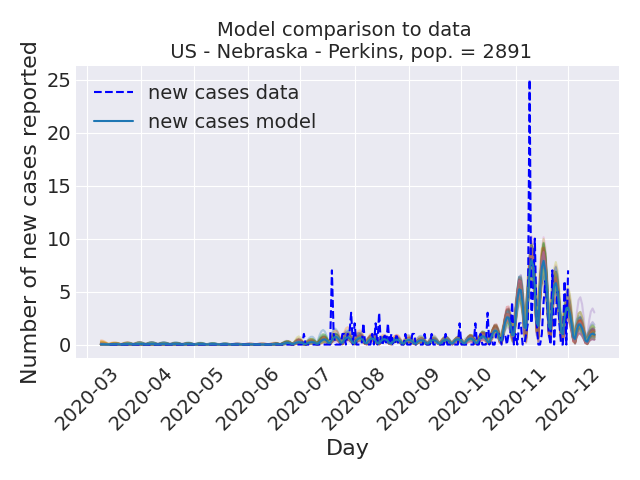 Model comparison to data
US - Nebraska - Perkins, pop. = 2891
Number of new cases reported
25
20
15
10
5
0
new cases data
new cases model
2020-03
2020-04
2020-05
2020-06
2020-07
2020-08
2020-09
2020-10
2020-11
2020-12
Day